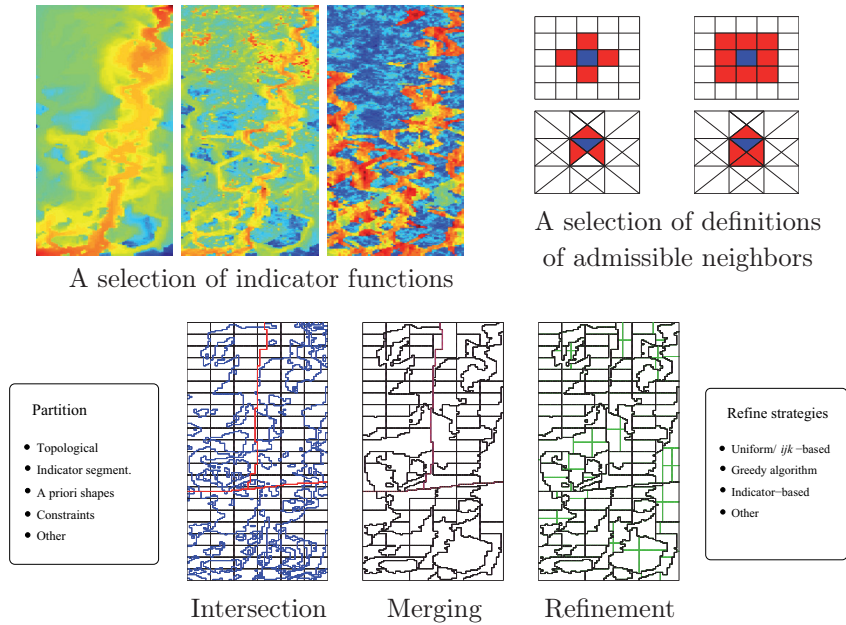 A selection of indicator functions
A selection of definitions
of admissible neighbors
Partition
• Topological
• Indicator segment.
• A priori shapes
• Constraints
• Other
Intersection
Merging
Refinement
Refine strategies
• Uniform/ ijk −based
• Greedy algorithm
• Indicator−based
• Other